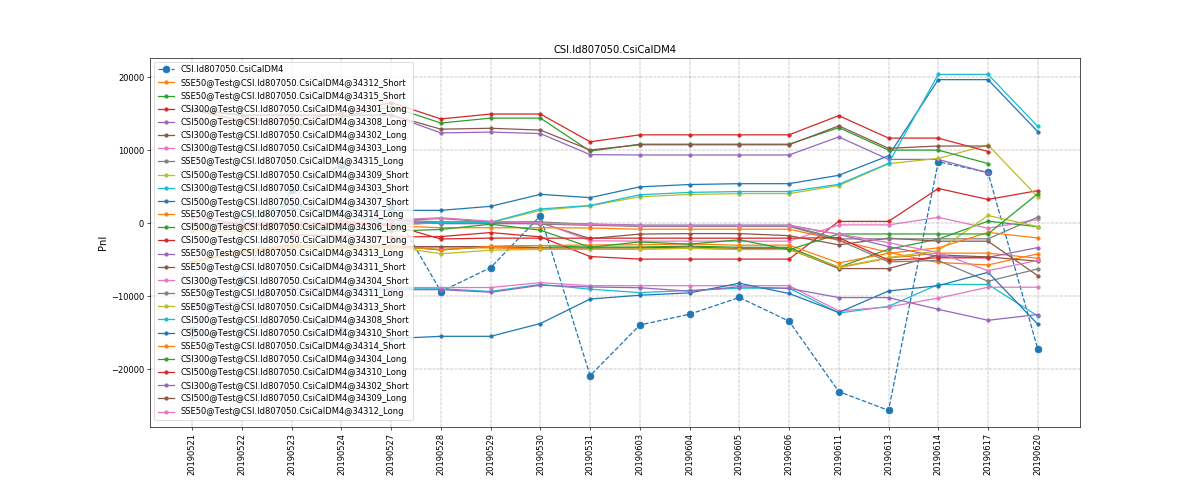 CSI.Id807050.CsiCalDM4
Pnl
20000
10000
0
−10000
−20000
CSI.Id807050.CsiCalDM4
SSE50@Test@CSI.Id807050.CsiCalDM4@34312_Short
SSE50@Test@CSI.Id807050.CsiCalDM4@34315_Short
CSI300@Test@CSI.Id807050.CsiCalDM4@34301_Long
CSI500@Test@CSI.Id807050.CsiCalDM4@34308_Long
CSI300@Test@CSI.Id807050.CsiCalDM4@34302_Long
CSI300@Test@CSI.Id807050.CsiCalDM4@34303_Long
SSE50@Test@CSI.Id807050.CsiCalDM4@34315_Long
CSI500@Test@CSI.Id807050.CsiCalDM4@34309_Short
CSI300@Test@CSI.Id807050.CsiCalDM4@34303_Short
CSI500@Test@CSI.Id807050.CsiCalDM4@34307_Short
SSE50@Test@CSI.Id807050.CsiCalDM4@34314_Long
CSI500@Test@CSI.Id807050.CsiCalDM4@34306_Long
CSI500@Test@CSI.Id807050.CsiCalDM4@34307_Long
SSE50@Test@CSI.Id807050.CsiCalDM4@34313_Long
SSE50@Test@CSI.Id807050.CsiCalDM4@34311_Short
CSI300@Test@CSI.Id807050.CsiCalDM4@34304_Short
SSE50@Test@CSI.Id807050.CsiCalDM4@34311_Long
SSE50@Test@CSI.Id807050.CsiCalDM4@34313_Short
CSI500@Test@CSI.Id807050.CsiCalDM4@34308_Short
CSI500@Test@CSI.Id807050.CsiCalDM4@34310_Short
SSE50@Test@CSI.Id807050.CsiCalDM4@34314_Short
CSI300@Test@CSI.Id807050.CsiCalDM4@34304_Long
CSI500@Test@CSI.Id807050.CsiCalDM4@34310_Long
CSI300@Test@CSI.Id807050.CsiCalDM4@34302_Short
CSI500@Test@CSI.Id807050.CsiCalDM4@34309_Long
SSE50@Test@CSI.Id807050.CsiCalDM4@34312_Long
20190521
20190522
20190523
20190524
20190527
20190528
20190529
20190530
20190531
20190603
20190604
20190605
20190606
20190611
20190613
20190614
20190617
20190620